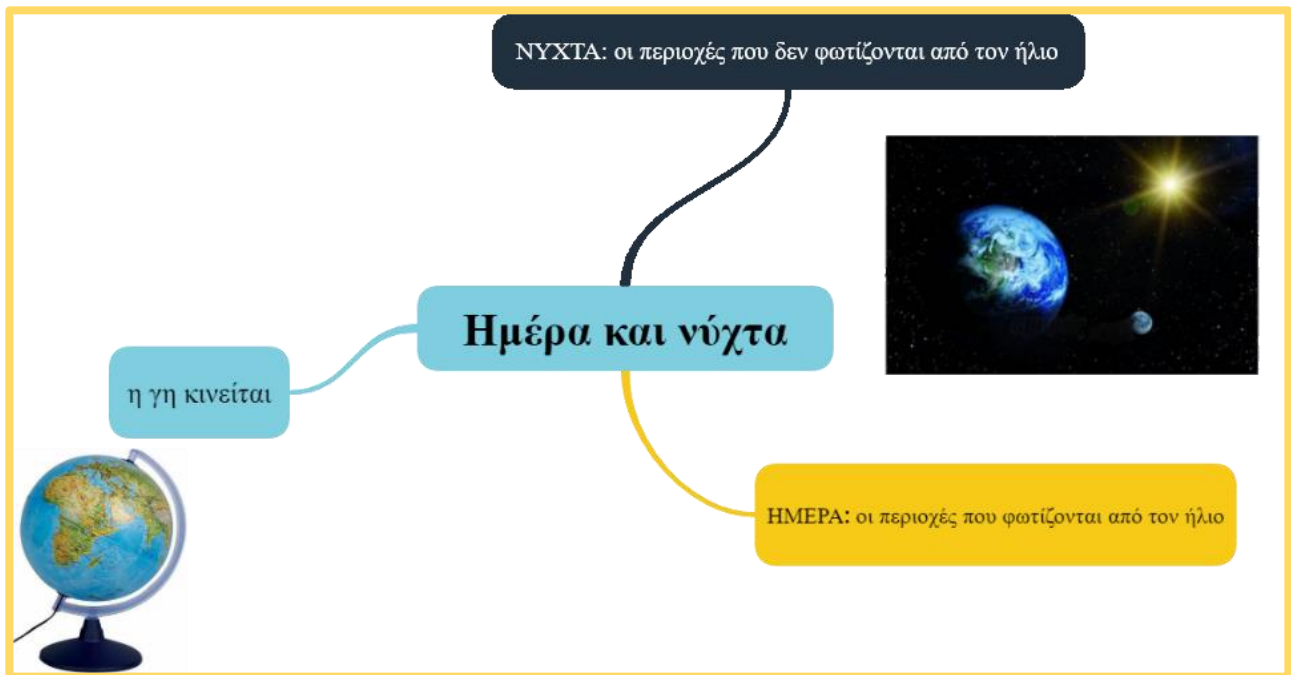 ΝΥΧΤΑ: οι περιοχές που δεν φωτίζονται από τον ήλιο
Ημέρα και νύχτα
η γη κινείται
ΗΜΕΡΑ: οι περιοχές που φωτίζονται από τον ήλιο